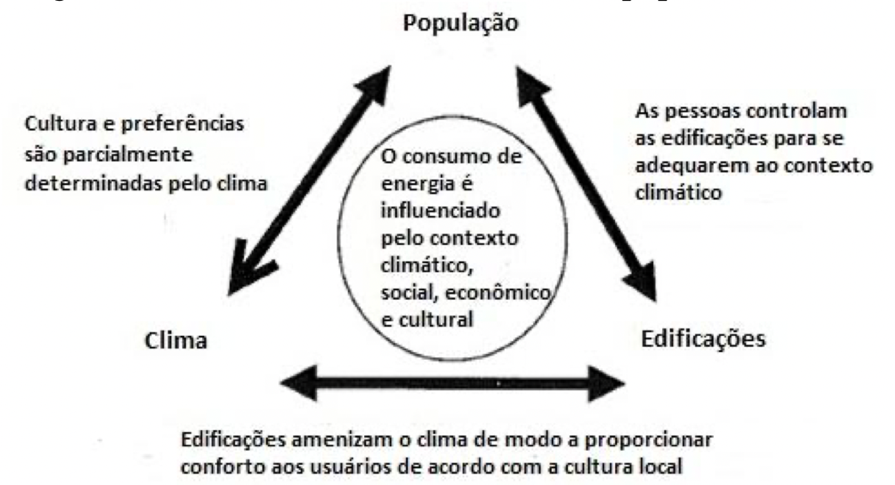 População
Cultura e preferências
são parcialmente
determinadas pelo clima
As pessoas controlam
as edificações para se
adequarem ao contexto
climático
O consumo de
energia é
influenciado
pelo contexto
climático,
social, econômico
e cultural
Clima
Edificações
Edificações amenizam o clima de modo a proporcionar
conforto aos usuários de acordo com a cultura local